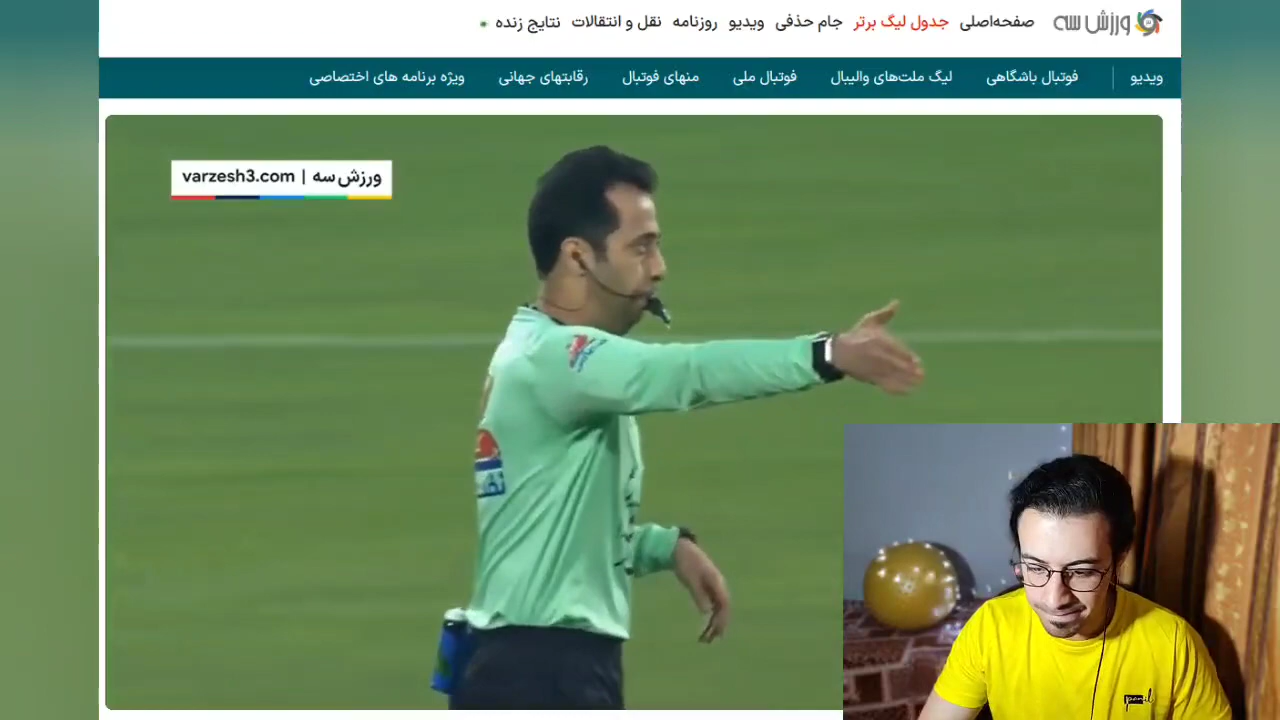 ورزش سه صفحه‌اصلی جدول لیگ برتر جام حذفی ویدیو روزنامه نقل و انتقالات نتایج زنده
ویدیو فوتبال باشگاهی لیگ ملت‌های والیبال فوتبال ملی منهای فوتبال رقابتهای جهانی ویژه برنامه های اختصاصی
ورزش سه | varzesh3.com